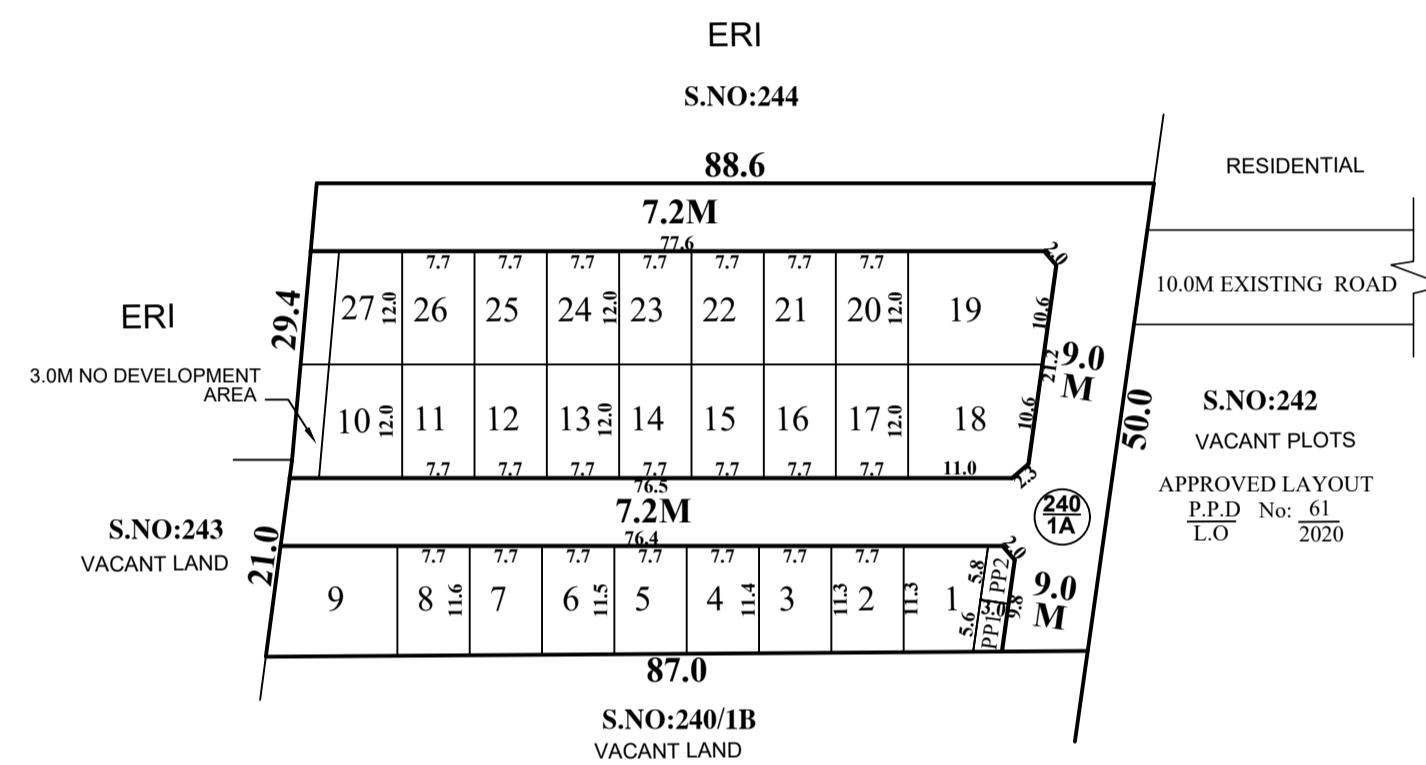 ERI
S.NO:244
88.6
RESIDENTIAL
7.2M
77.6
2.0
7.7 7.7 7.7 7.7 7.7 7.7 7.7
10.0M EXISTING ROAD
27 12.0 26 25 24 12.0 23 22 21 20 12.0 19
10.6
29.4
ERI
21.2
9.0
M
3.0M NO DEVELOPMENT
AREA
10 12.0 11 12 13 12.0 14 15 16 17 12.0 18
10.6
50.0
S.NO:242
VACANT PLOTS
7.7 7.7 7.7 7.7 7.7 7.7 7.7 11.0
2.3
76.5
APPROVED LAYOUT
P.P.D No: 61
L.O 2020
7.2M
240
1A
S.NO:243
VACANT LAND
21.0
76.4
2.0
7.7 7.7 7.7 7.7 7.7 7.7 7.7
9 8 11.6 7 6 11.5 5 4 11.4 3 11.3 2 11.3 1
5.8 PP2
3.0
5.6 PP1
9.8
9.0
M
87.0
S.NO:240/1B
VACANT LAND